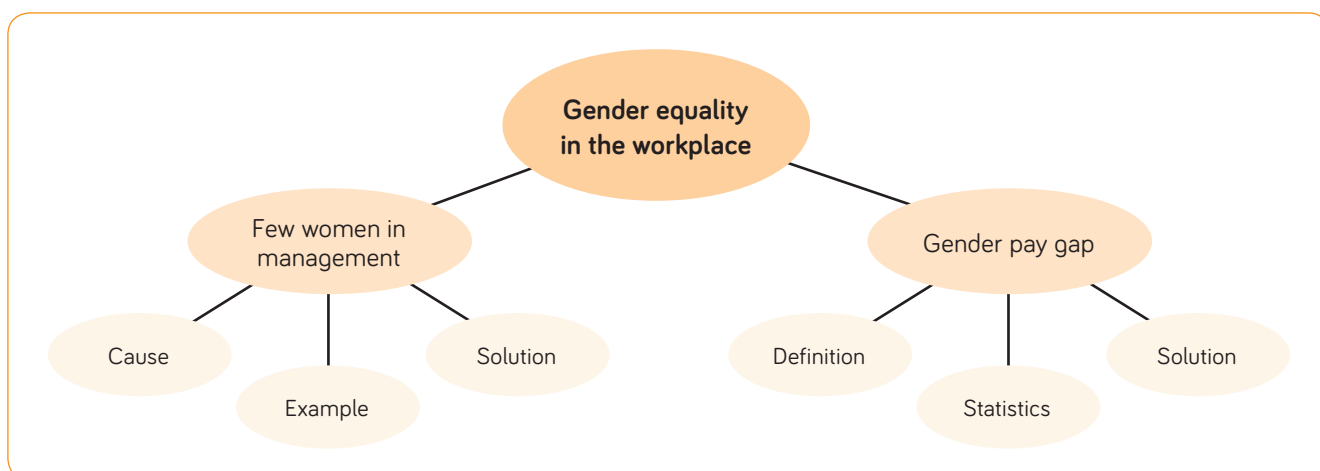 Gender equality
in the workplace
Few women in
management
Gender pay gap
Cause
Example
Solution
Definition
Statistics
Solution